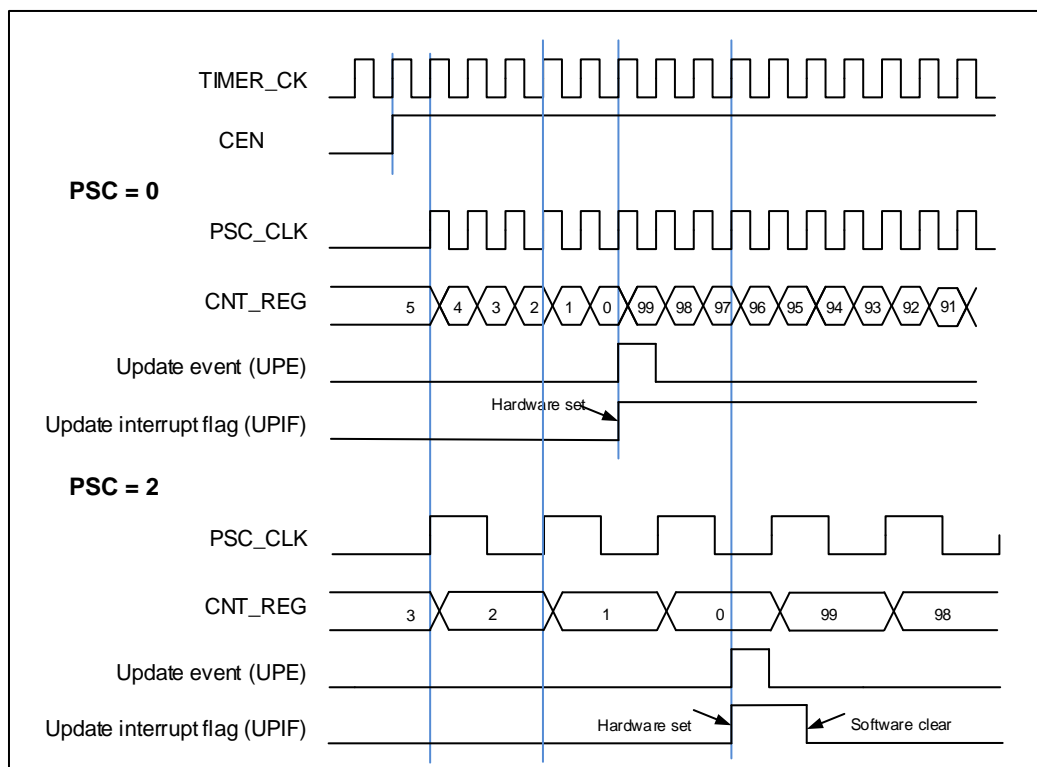 TIMER_CK
CEN
PSC = 0
PSC_CLK
CNT_REG 5 4 3 2 1 0 99 98 97 96 95 94 93 92 91
Update event (UPE)
Hardware set
Update interrupt flag (UPIF)
PSC = 2
PSC_CLK
CNT_REG 3 2 1 0 99 98
Update event (UPE)
Update interrupt flag (UPIF) Hardware set Software clear